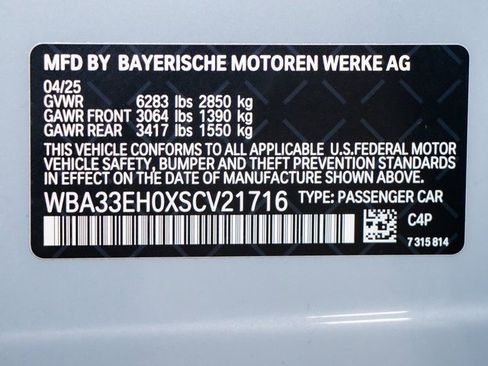 MFD BY BAYERISCHE MOTOREN WERKE AG
04/25
GVWR 6283 lbs 2850 kg
GAWR FRONT 3064 lbs 1390 kg
GAWR REAR 3417 lbs 1550 kg
THIS VEHICLE CONFORMS TO ALL APPLICABLE U.S.FEDERAL MOTOR
VEHICLE SAFETY, BUMPER AND THEFT PREVENTION STANDARDS
IN EFFECT ON THE DATE OF MANUFACTURE SHOWN ABOVE.
WBA33EH0XSCV21716 TYPE: PASSENGER CAR
C4P
7 315 814